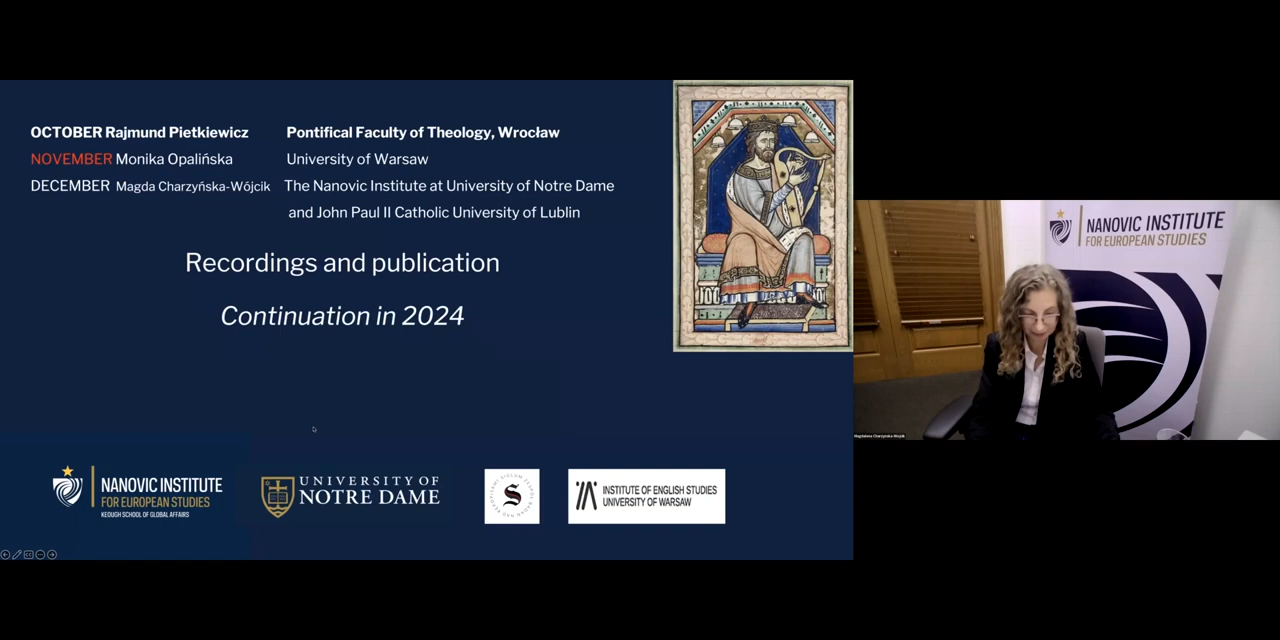 OCTOBER Rajmund Pietkiewicz Pontifical Faculty of Theology, Wrocław
NOVEMBER Monika Opalińska University of Warsaw
DECEMBER Magda Charzyńska-Wójcik The Nanovic Institute at University of Notre Dame
and John Paul II Catholic University of Lublin
Recordings and publication
Continuation in 2024
NANOVIC INSTITUTE
FOR EUROPEAN STUDIES
KEOUGH SCHOOL OF GLOBAL AFFAIRS
UNIVERSITY OF
NOTRE DAME
S
INSTITUTE OF ENGLISH STUDIES
UNIVERSITY OF WARSAW
NANOVIC INSTITUTE
FOR EUROPEAN STUDIES
Magdalena Charzynska-Wojcik